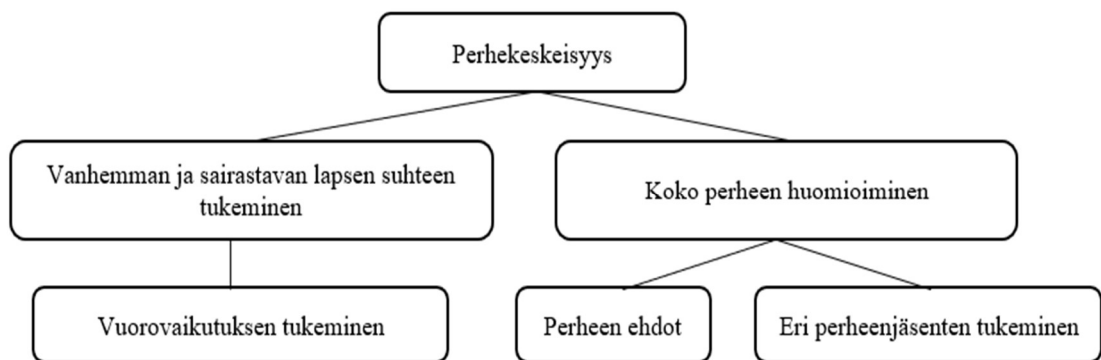 Perhekeskeisyys
Vanhemman ja sairastavan lapsen suhteen
tukeminen
Koko perheen huomioiminen
Vuorovaikutuksen tukeminen
Perheen ehdot
Eri perheenjäsenten tukeminen